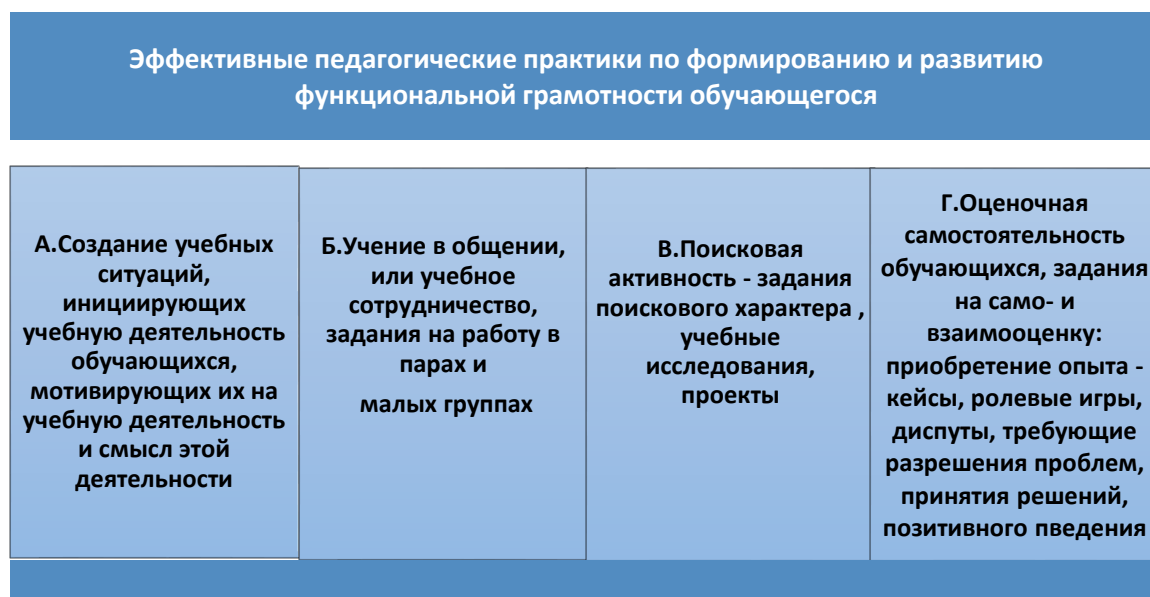 Эффективные педагогические практики по формированию и развитию
функциональной грамотности обучающегося
А.Создание учебных
ситуаций,
инициирующих
учебную деятельность
обучающихся,
мотивирующих их на
учебную деятельность
и смысл этой
деятельности
Б.Учение в общении,
или учебное
сотрудничество,
задания на работу в
парах и
малых группах
В.Поисковая
активность - задания
поискового характера ,
учебные
исследования,
проекты
Г.Оценочная
самостоятельность
обучающихся, задания
на само- и
взаимооценку:
приобретение опыта -
кейсы, ролевые игры,
диспуты, требующие
разрешения проблем,
принятия решений,
позитивного пведения